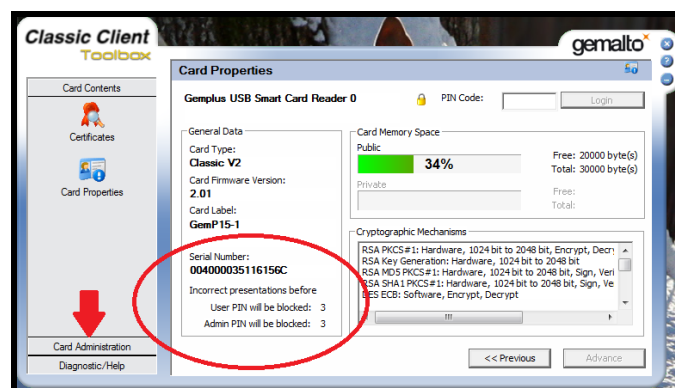 Classic Client
Toolbox
gemalto
Card Contents
Certificates
Card Properties
Card Administration
Diagnostic/Help
Card Properties
Gemplus USB Smart Card Reader 0
PIN Code:
Login
General Data
Card Type:
Classic V2
Card Firmware Version:
2.01
Card Label:
GemP15-1
Serial Number:
004000035116156C
Incorrect presentations before
User PIN will be blocked: 3
Admin PIN will be blocked: 3
Card Memory Space
Public
34%
Free: 20000 byte(s)
Total: 30000 byte(s)
Private
Free:
Total:
Cryptographic Mechanisms
RSA PKCS#1: Hardware, 1024 bit to 2048 bit, Encrypt, Decry
RSA Key Generation: Hardware, 1024 bit to 2048 bit
RSA MD5 PKCS#1: Hardware, 1024 bit to 2048 bit, Sign, Veri
RSA SHA1 PKCS#1: Hardware, 1024 bit to 2048 bit, Sign, Ve
DES ECB: Software, Encrypt, Decrypt
<< Previous
Advance